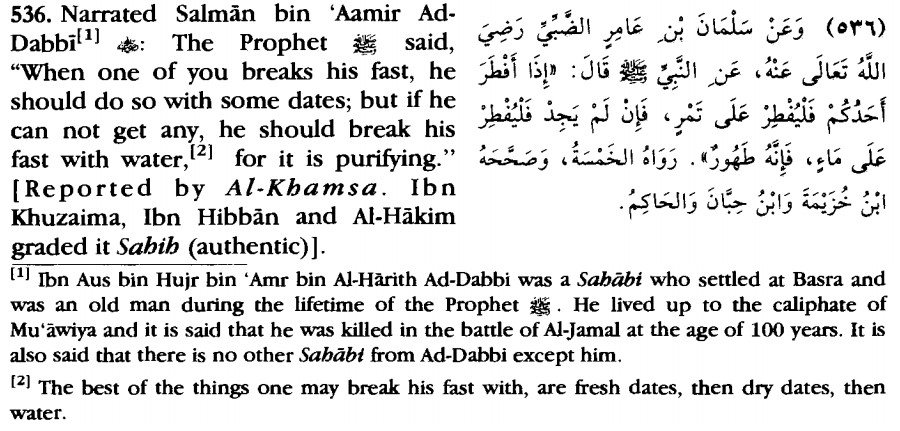 536. Narrated Salmān bin ‘Aamir Ad-
Dabbi[1] ؓ: The Prophet ﷺ said,
“When one of you breaks his fast, he
should do so with some dates; but if he
can not get any, he should break his
fast with water,[2] for it is purifying.”
[Reported by Al-Khamsa. Ibn
Khuzaima, Ibn Hibbān and Al-Hākim
graded it Sahih (authentic)].
(٥٣٦) وَعَنْ سَلْمَانَ بْنِ عَامِرٍ الضَّبِّيِّ رَضِيَ
اللَّهُ تَعَالَى عَنْهُ، عَنِ النَّبِيِّ ﷺ قَالَ: «إِذَا أَفْطَرَ
أَحَدُكُمْ فَلْيُفْطِرْ عَلَى تَمْرٍ، فَإِنْ لَمْ يَجِدْ فَلْيُفْطِرْ
عَلَى مَاءٍ، فَإِنَّهُ طَهُورٌ». رَوَاهُ الخَمْسَةُ، وَصَحَّحَهُ
ابْنُ خُزَيْمَةَ وَابْنُ حِبَّانَ وَالحَاكِمُ.
[1] Ibn Aus bin Hujr bin ‘Amr bin Al-Hārith Ad-Dabbi was a Sahābi who settled at Basra and
was an old man during the lifetime of the Prophet ﷺ. He lived up to the caliphate of
Mu‘āwiya and it is said that he was killed in the battle of Al-Jamal at the age of 100 years. It is
also said that there is no other Sahābi from Ad-Dabbi except him.
[2] The best of the things one may break his fast with, are fresh dates, then dry dates, then
water.